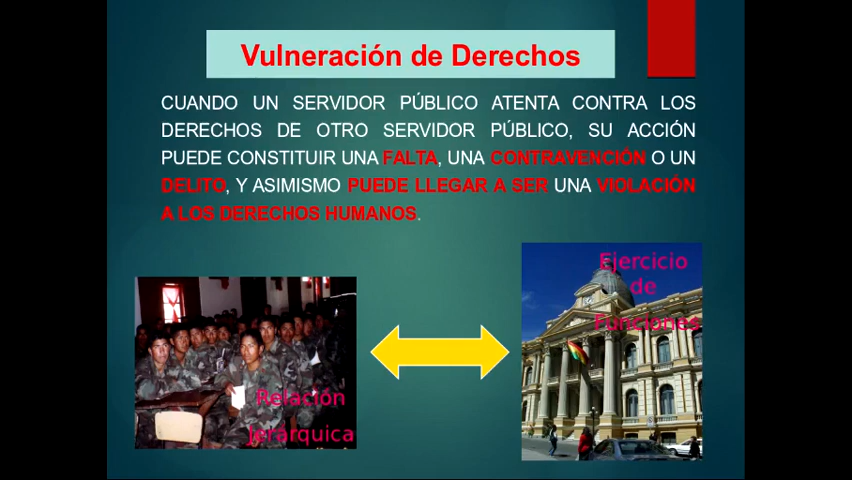 Vulneración de Derechos
CUANDO UN SERVIDOR PÚBLICO ATENTA CONTRA LOS
DERECHOS DE OTRO SERVIDOR PÚBLICO, SU ACCIÓN
PUEDE CONSTITUIR UNA FALTA, UNA CONTRAVENCIÓN O UN
DELITO, Y ASIMISMO PUEDE LLEGAR A SER UNA VIOLACIÓN
A LOS DERECHOS HUMANOS.
Ejercicio
de
Funciones
Relación
Jerárquica